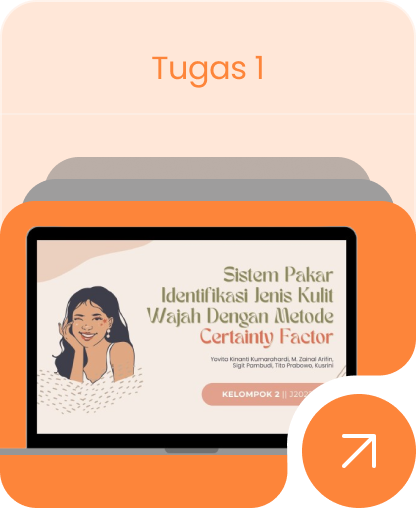 Tugas 1
Sistem Pakar
Identifikasi Jenis Kulit
Wajah Dengan Metode
Certainty Factor
Yovita Kinanti Kumarahardi, M. Zainal Arifin,
Sigit Pambudi, Tito Prabowo, Kusrini
KELOMPOK 2 ||